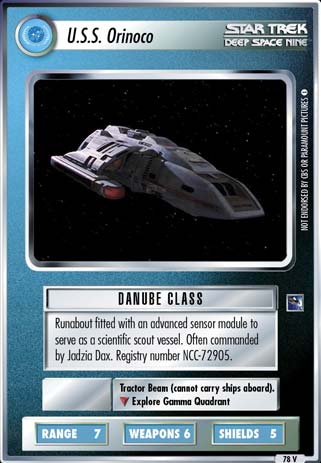 U.S.S. Orinoco
STAR TREK
DEEP SPACE NINE
NOT ENDORSED BY CBS OR PARAMOUNT PICTURES
DANUBE CLASS
Runabout fitted with an advanced sensor module to
serve as a scientific scout vessel. Often commanded
by Jadzia Dax. Registry number NCC-72905.
Tractor Beam (cannot carry ships aboard).
Explore Gamma Quadrant
RANGE 7 WEAPONS 6 SHIELDS 5
78 V